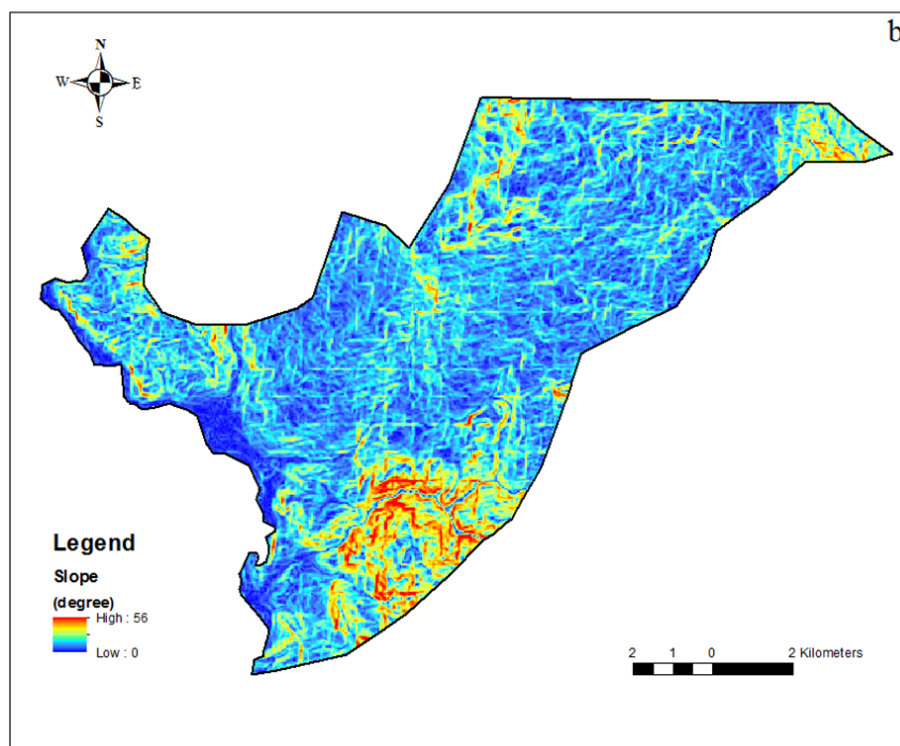 b
N
W E
S
Legend
Slope
(degree)
High : 56
Low : 0
2 1 0 2 Kilometers